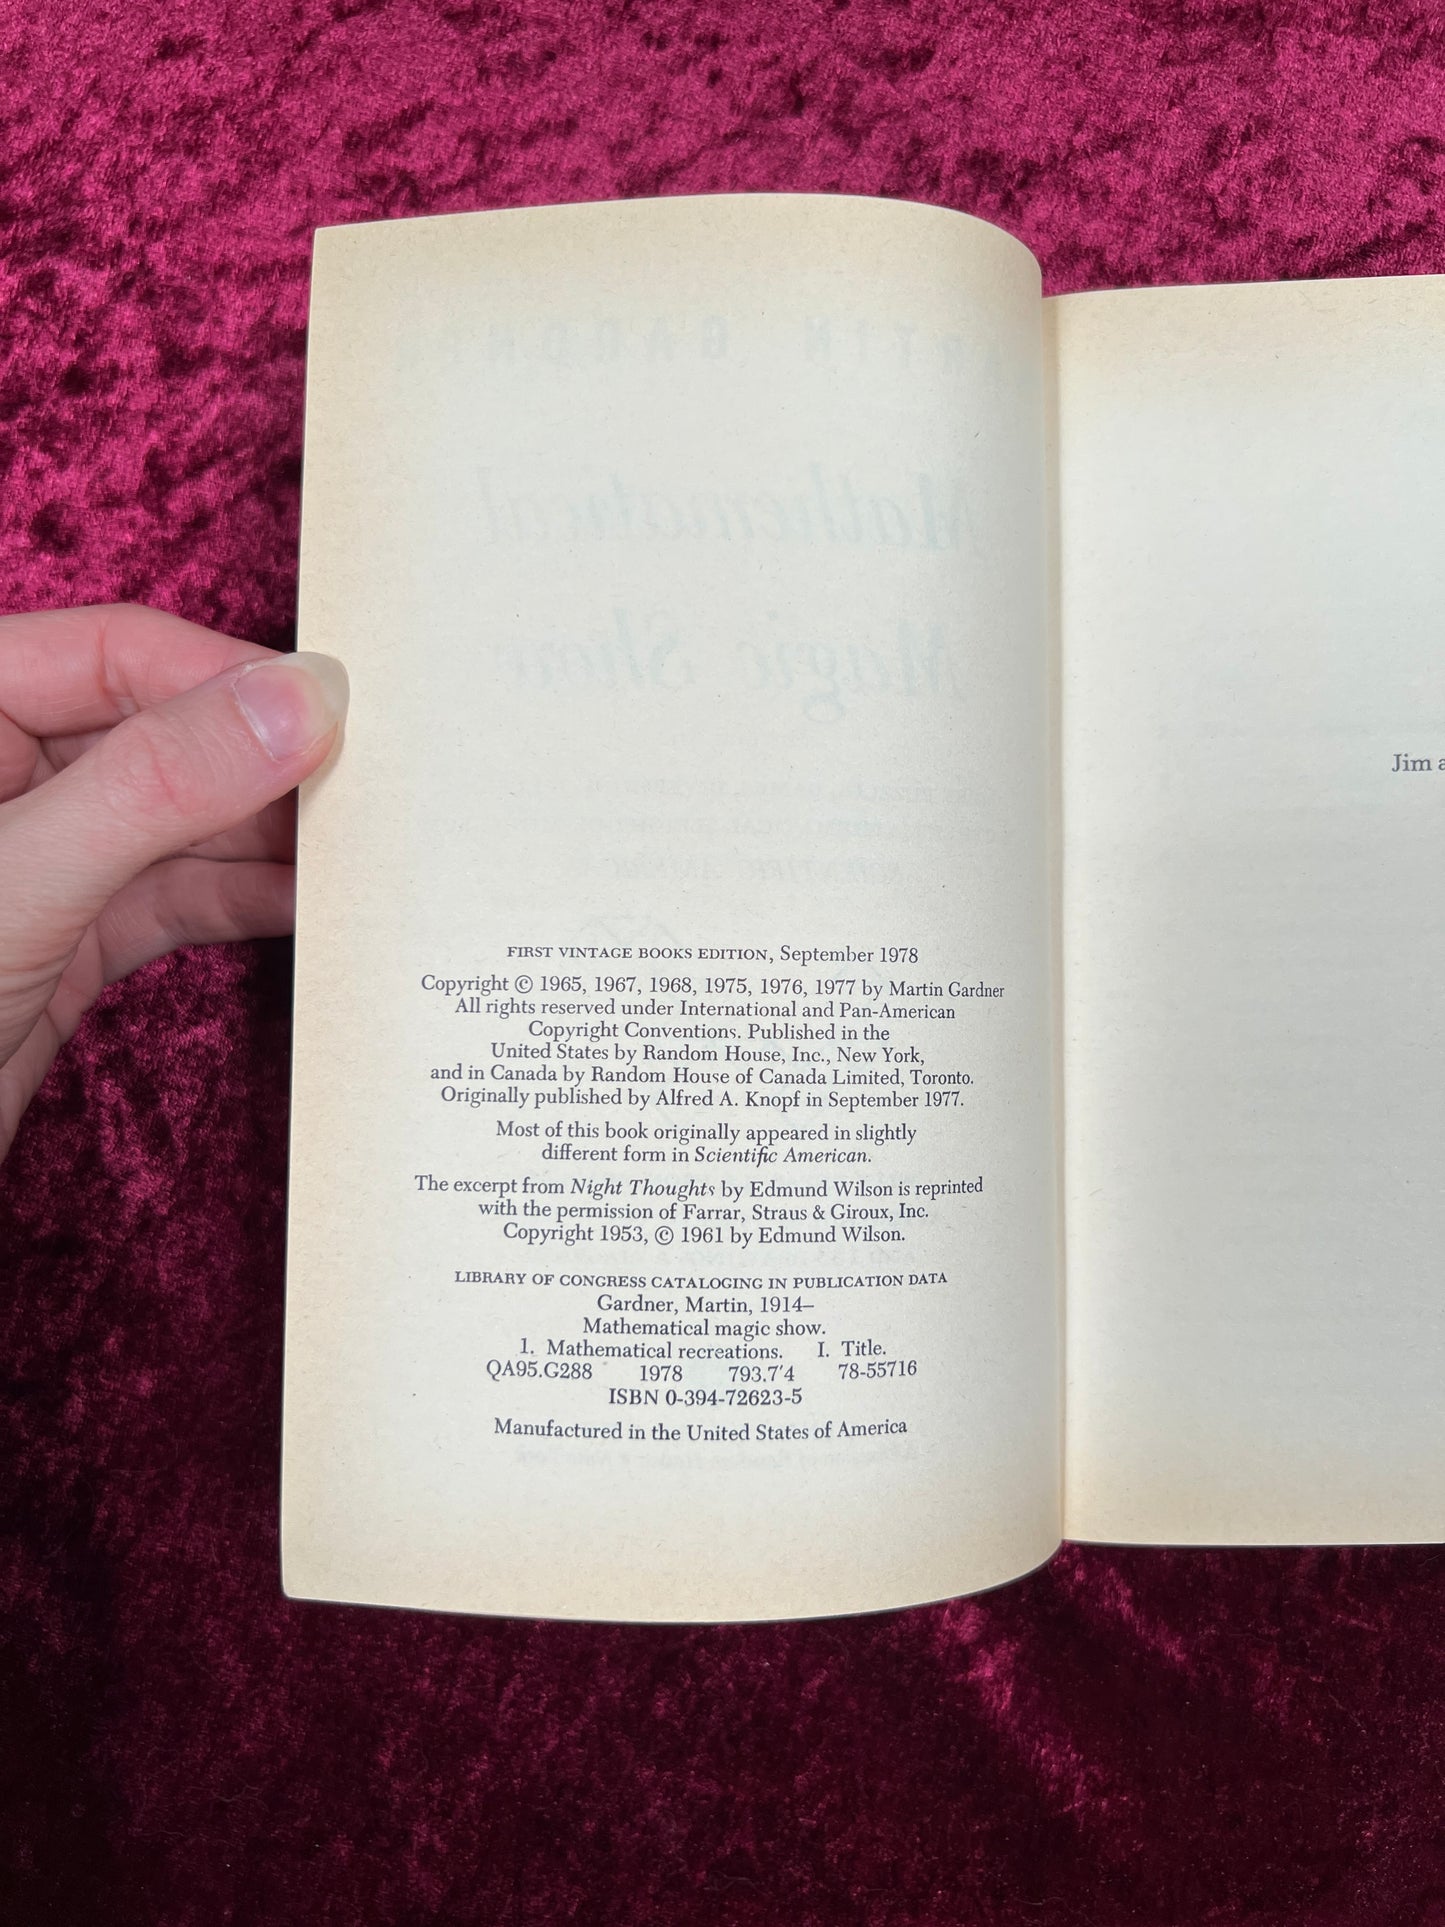 FIRST VINTAGE BOOKS EDITION, September 1978
Copyright © 1965, 1967, 1968, 1975, 1976, 1977 by Martin Gardner
All rights reserved under International and Pan-American
Copyright Conventions. Published in the
United States by Random House, Inc., New York,
and in Canada by Random House of Canada Limited, Toronto.
Originally published by Alfred A. Knopf in September 1977.
Most of this book originally appeared in slightly
different form in Scientific American.
The excerpt from Night Thoughts by Edmund Wilson is reprinted
with the permission of Farrar, Straus & Giroux, Inc.
Copyright 1953, © 1961 by Edmund Wilson.
LIBRARY OF CONGRESS CATALOGING IN PUBLICATION DATA
Gardner, Martin, 1914–
Mathematical magic show.
1. Mathematical recreations. I. Title.
QA95.G288 1978 793.7'4 78-55716
ISBN 0-394-72623-5
Manufactured in the United States of America
Jim